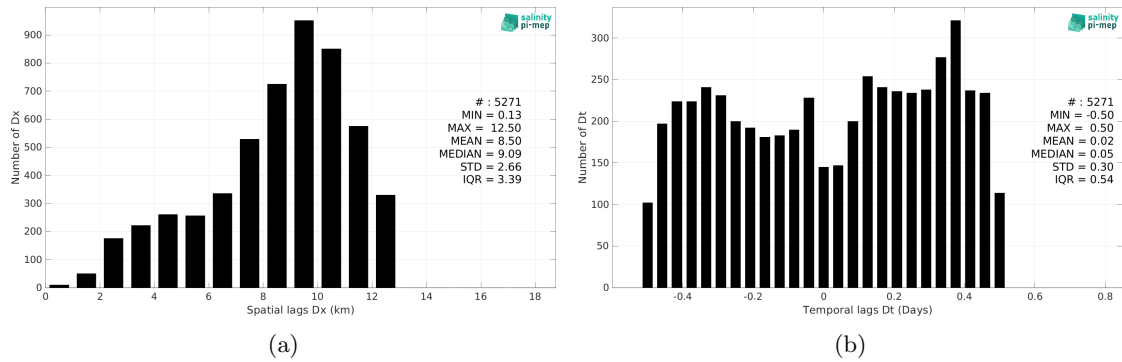 salinity
pi-mep
900
800
700
600
500
400
300
200
100
0
Number of Dx
# : 5271
MIN = 0.13
MAX = 12.50
MEAN = 8.50
MEDIAN = 9.09
STD = 2.66
IQR = 3.39
0 2 4 6 8 10 12 14 16 18
Spatial lags Dx (km)
(a)
salinity
pi-mep
300
250
200
150
100
50
0
Number of Dt
# : 5271
MIN = -0.50
MAX = 0.50
MEAN = 0.02
MEDIAN = 0.05
STD = 0.30
IQR = 0.54
-0.4 -0.2 0 0.2 0.4 0.6 0.8
Temporal lags Dt (Days)
(b)